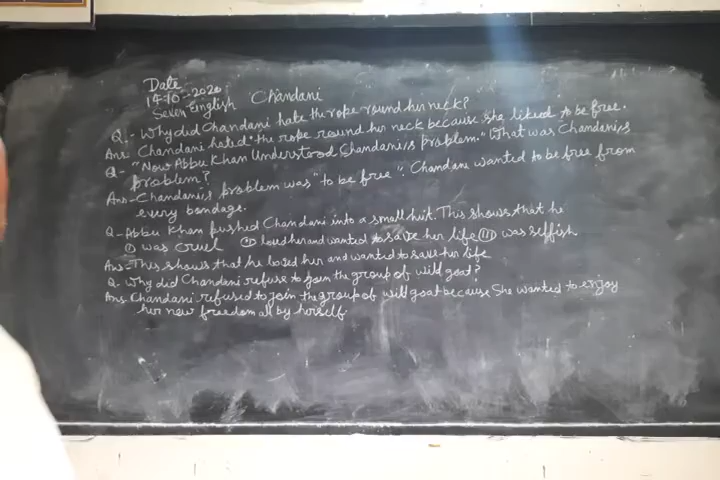 Date
14-10-2020
Seven English Chandani
Q.- Why did Chandani hate the rope round her neck?
Ans. Chandani hated "the rope round her neck because she liked to be free.
Q- "Now Abbu Khan Understood Chandani's problem." What was Chandani's
problem?
Ans- Chandani's problem was "to be free". Chandani wanted to be free from
every bondage.
Q- Abbu Khan pushed Chandani into a small hut. This shows that he
(i) was cruel (ii) loved her and wanted to save her life (iii) was selfish
Ans- This shows that he loved her and wanted to save her life
Q. Why did Chandani refuse to join the group of wild goat?
Ans. Chandani refused to join the group of wild goat because She wanted to enjoy
her new freedom all by herself.